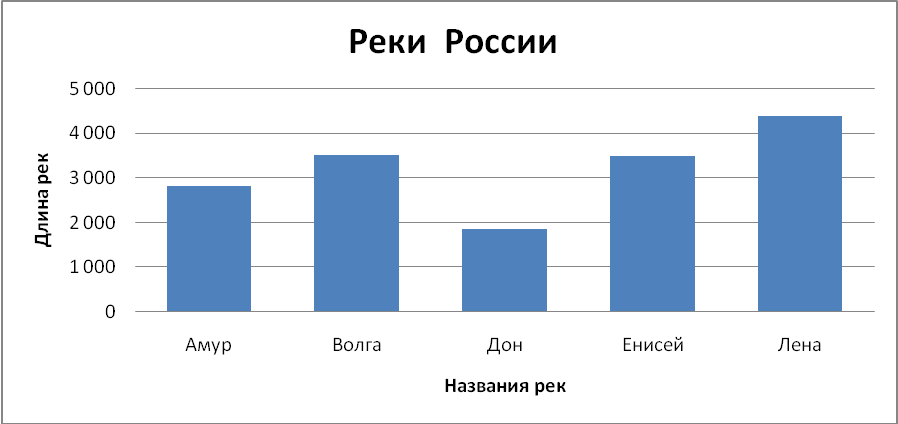 Реки России
5 000
4 000
3 000
2 000
1 000
0
Длина рек
Амур Волга Дон Енисей Лена
Названия рек